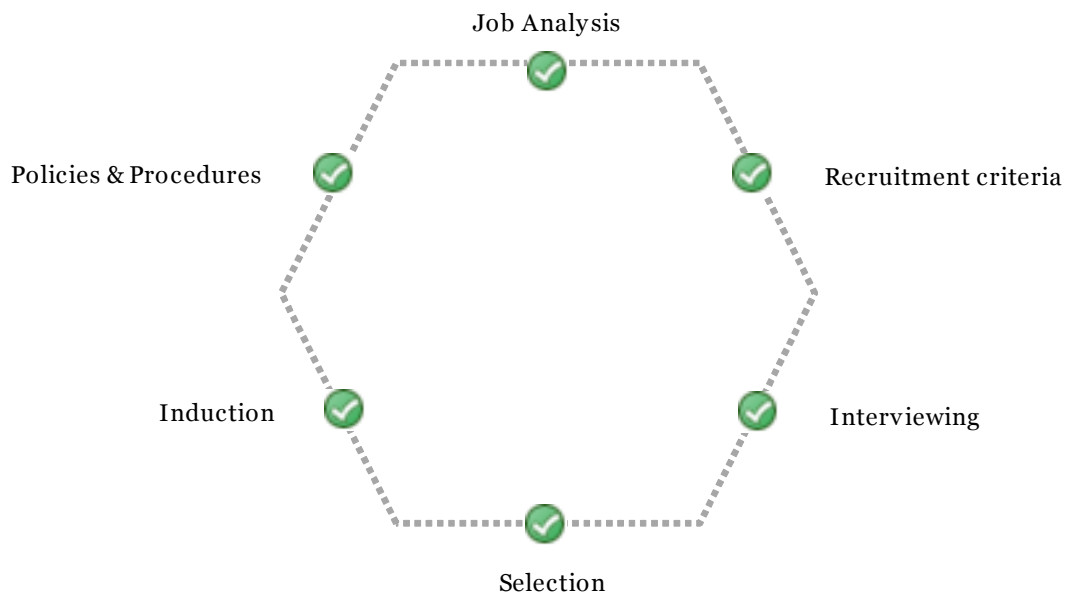 Job Analysis
Policies & Procedures
Recruitment criteria
Induction
Interviewing
Selection